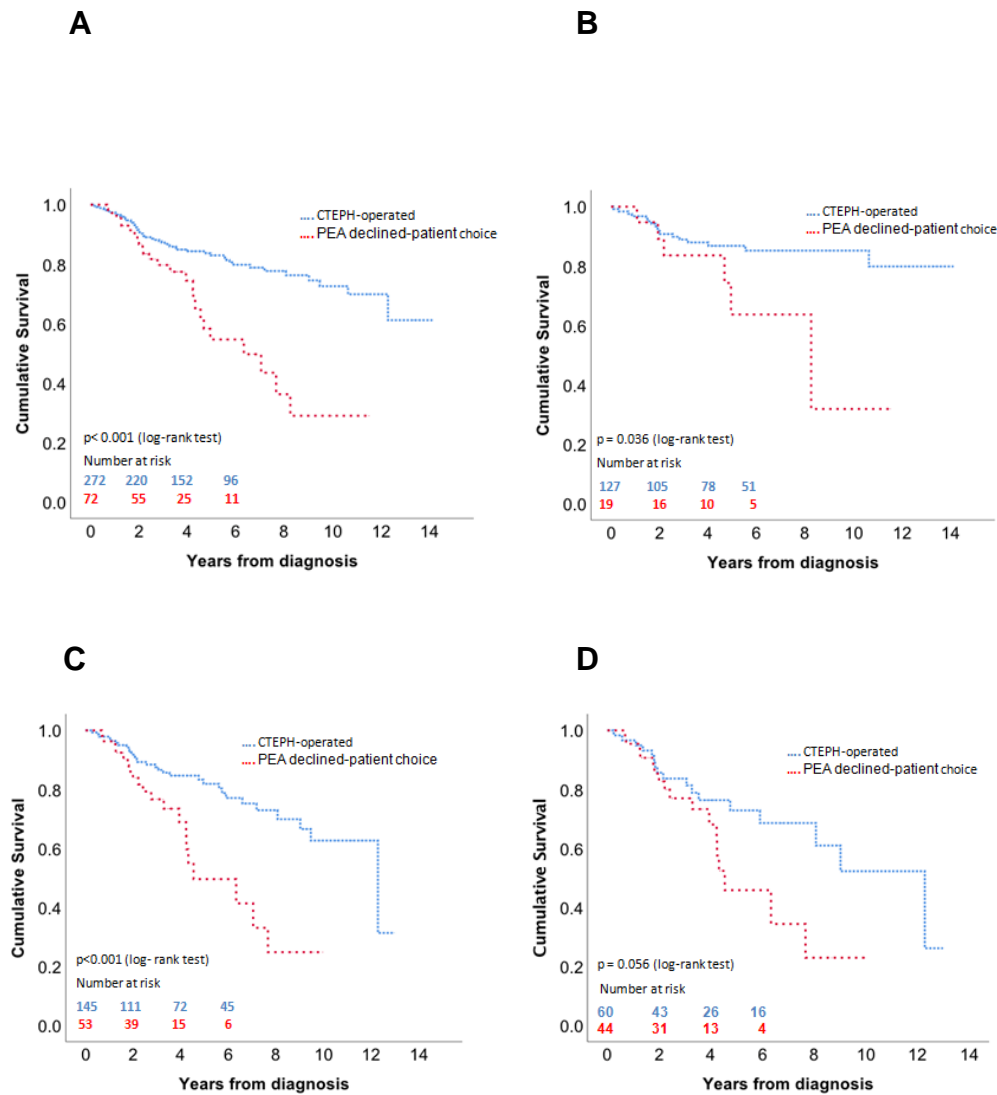 A
1.0
0.8
0.6
0.4
0.2
0.0
Cumulative Survival
CTEPH-operated
PEA declined-patient choice
p< 0.001 (log-rank test)
Number at risk
272 220 152 96
72 55 25 11
0 2 4 6 8 10 12 14
Years from diagnosis
B
1.0
0.8
0.6
0.4
0.2
0.0
Cumulative Survival
CTEPH-operated
PEA declined-patient choice
p = 0.036 (log-rank test)
Number at risk
127 105 78 51
19 16 10 5
0 2 4 6 8 10 12 14
Years from diagnosis
C
1.0
0.8
0.6
0.4
0.2
0.0
Cumulative Survival
CTEPH-operated
PEA declined-patient choice
p<0.001 (log- rank test)
Number at risk
145 111 72 45
53 39 15 6
0 2 4 6 8 10 12 14
Years from diagnosis
D
1.0
0.8
0.6
0.4
0.2
0.0
Cumulative Survival
CTEPH-operated
PEA declined-patient choice
p = 0.056 (log-rank test)
Number at risk
60 43 26 16
44 31 13 4
0 2 4 6 8 10 12 14
Years from diagnosis